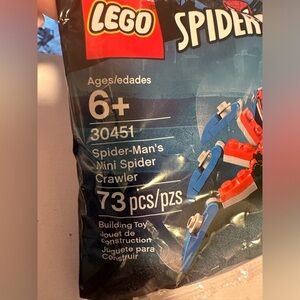 LEGO
SPIDER
Ages/edades
6+
30451
Spider-Man's
Mini Spider
Crawler
73 pcs/pzs
Building Toy
Jouet de
construction
Juguete para
Construir